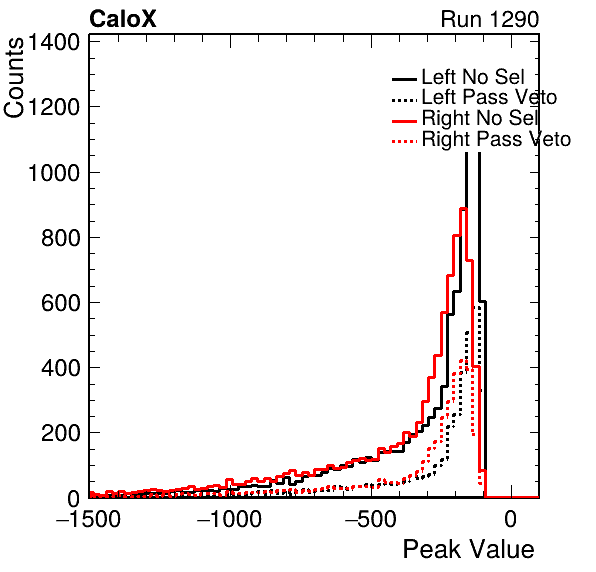 CaloX Run 1290
Counts
1400
1200
1000
800
600
400
200
0
Left No Sel
Left Pass Veto
Right No Sel
Right Pass Veto
−1500 −1000 −500 0
Peak Value